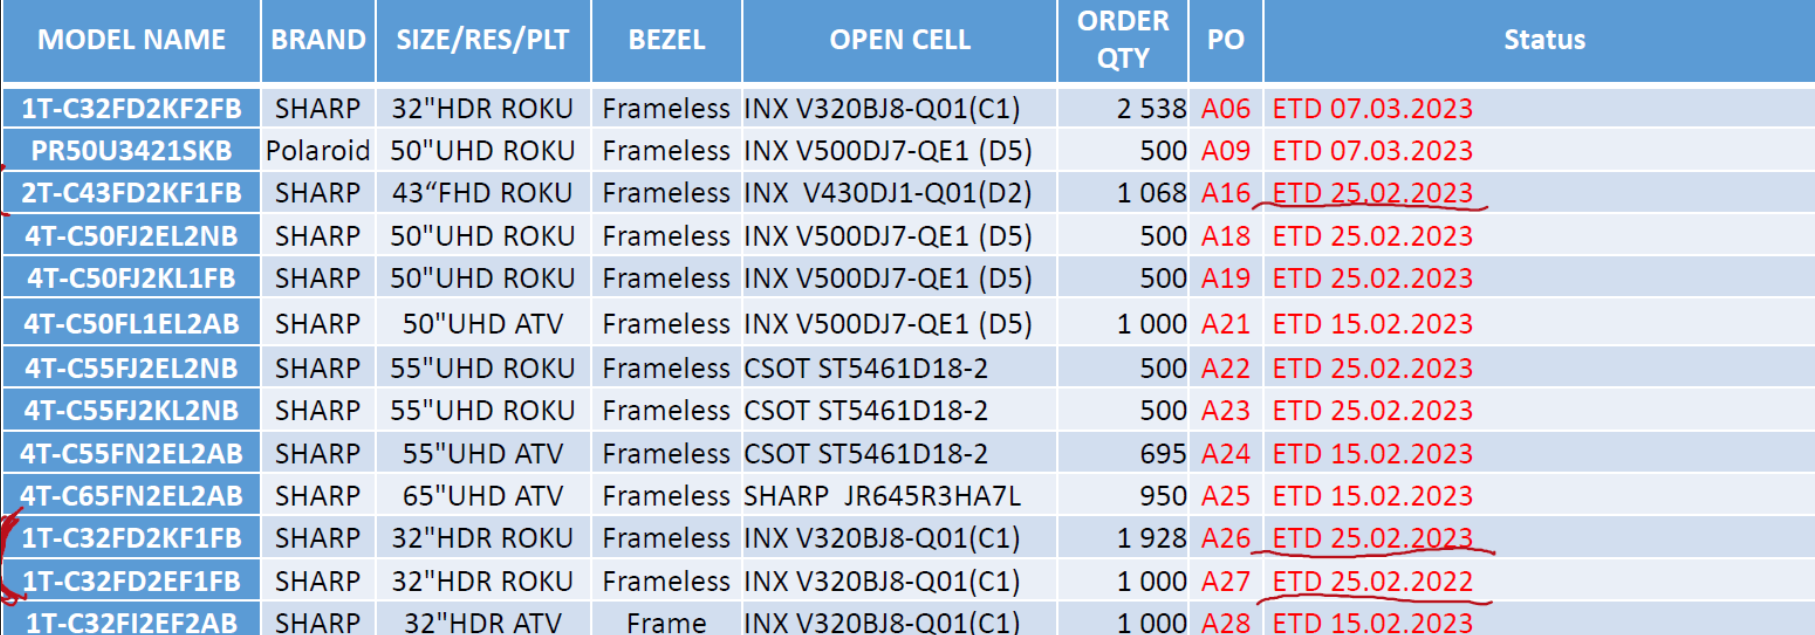 MODEL NAME BRAND SIZE/RES/PLT BEZEL OPEN CELL ORDER QTY PO Status
1T-C32FD2KF2FB SHARP 32"HDR ROKU Frameless INX V320BJ8-Q01(C1) 2 538 A06 ETD 07.03.2023
PR50U3421SKB Polaroid 50"UHD ROKU Frameless INX V500DJ7-QE1 (D5) 500 A09 ETD 07.03.2023
2T-C43FD2KF1FB SHARP 43“FHD ROKU Frameless INX V430DJ1-Q01(D2) 1 068 A16 ETD 25.02.2023
4T-C50FJ2EL2NB SHARP 50"UHD ROKU Frameless INX V500DJ7-QE1 (D5) 500 A18 ETD 25.02.2023
4T-C50FJ2KL1FB SHARP 50"UHD ROKU Frameless INX V500DJ7-QE1 (D5) 500 A19 ETD 25.02.2023
4T-C50FL1EL2AB SHARP 50"UHD ATV Frameless INX V500DJ7-QE1 (D5) 1 000 A21 ETD 15.02.2023
4T-C55FJ2EL2NB SHARP 55"UHD ROKU Frameless CSOT ST5461D18-2 500 A22 ETD 25.02.2023
4T-C55FJ2KL2NB SHARP 55"UHD ROKU Frameless CSOT ST5461D18-2 500 A23 ETD 25.02.2023
4T-C55FN2EL2AB SHARP 55"UHD ATV Frameless CSOT ST5461D18-2 695 A24 ETD 15.02.2023
4T-C65FN2EL2AB SHARP 65"UHD ATV Frameless SHARP JR645R3HA7L 950 A25 ETD 15.02.2023
1T-C32FD2KF1FB SHARP 32"HDR ROKU Frameless INX V320BJ8-Q01(C1) 1 928 A26 ETD 25.02.2023
1T-C32FD2EF1FB SHARP 32"HDR ROKU Frameless INX V320BJ8-Q01(C1) 1 000 A27 ETD 25.02.2022
1T-C32FI2EF2AB SHARP 32"HDR ATV Frame INX V320BJ8-Q01(C1) 1 000 A28 ETD 15.02.2023